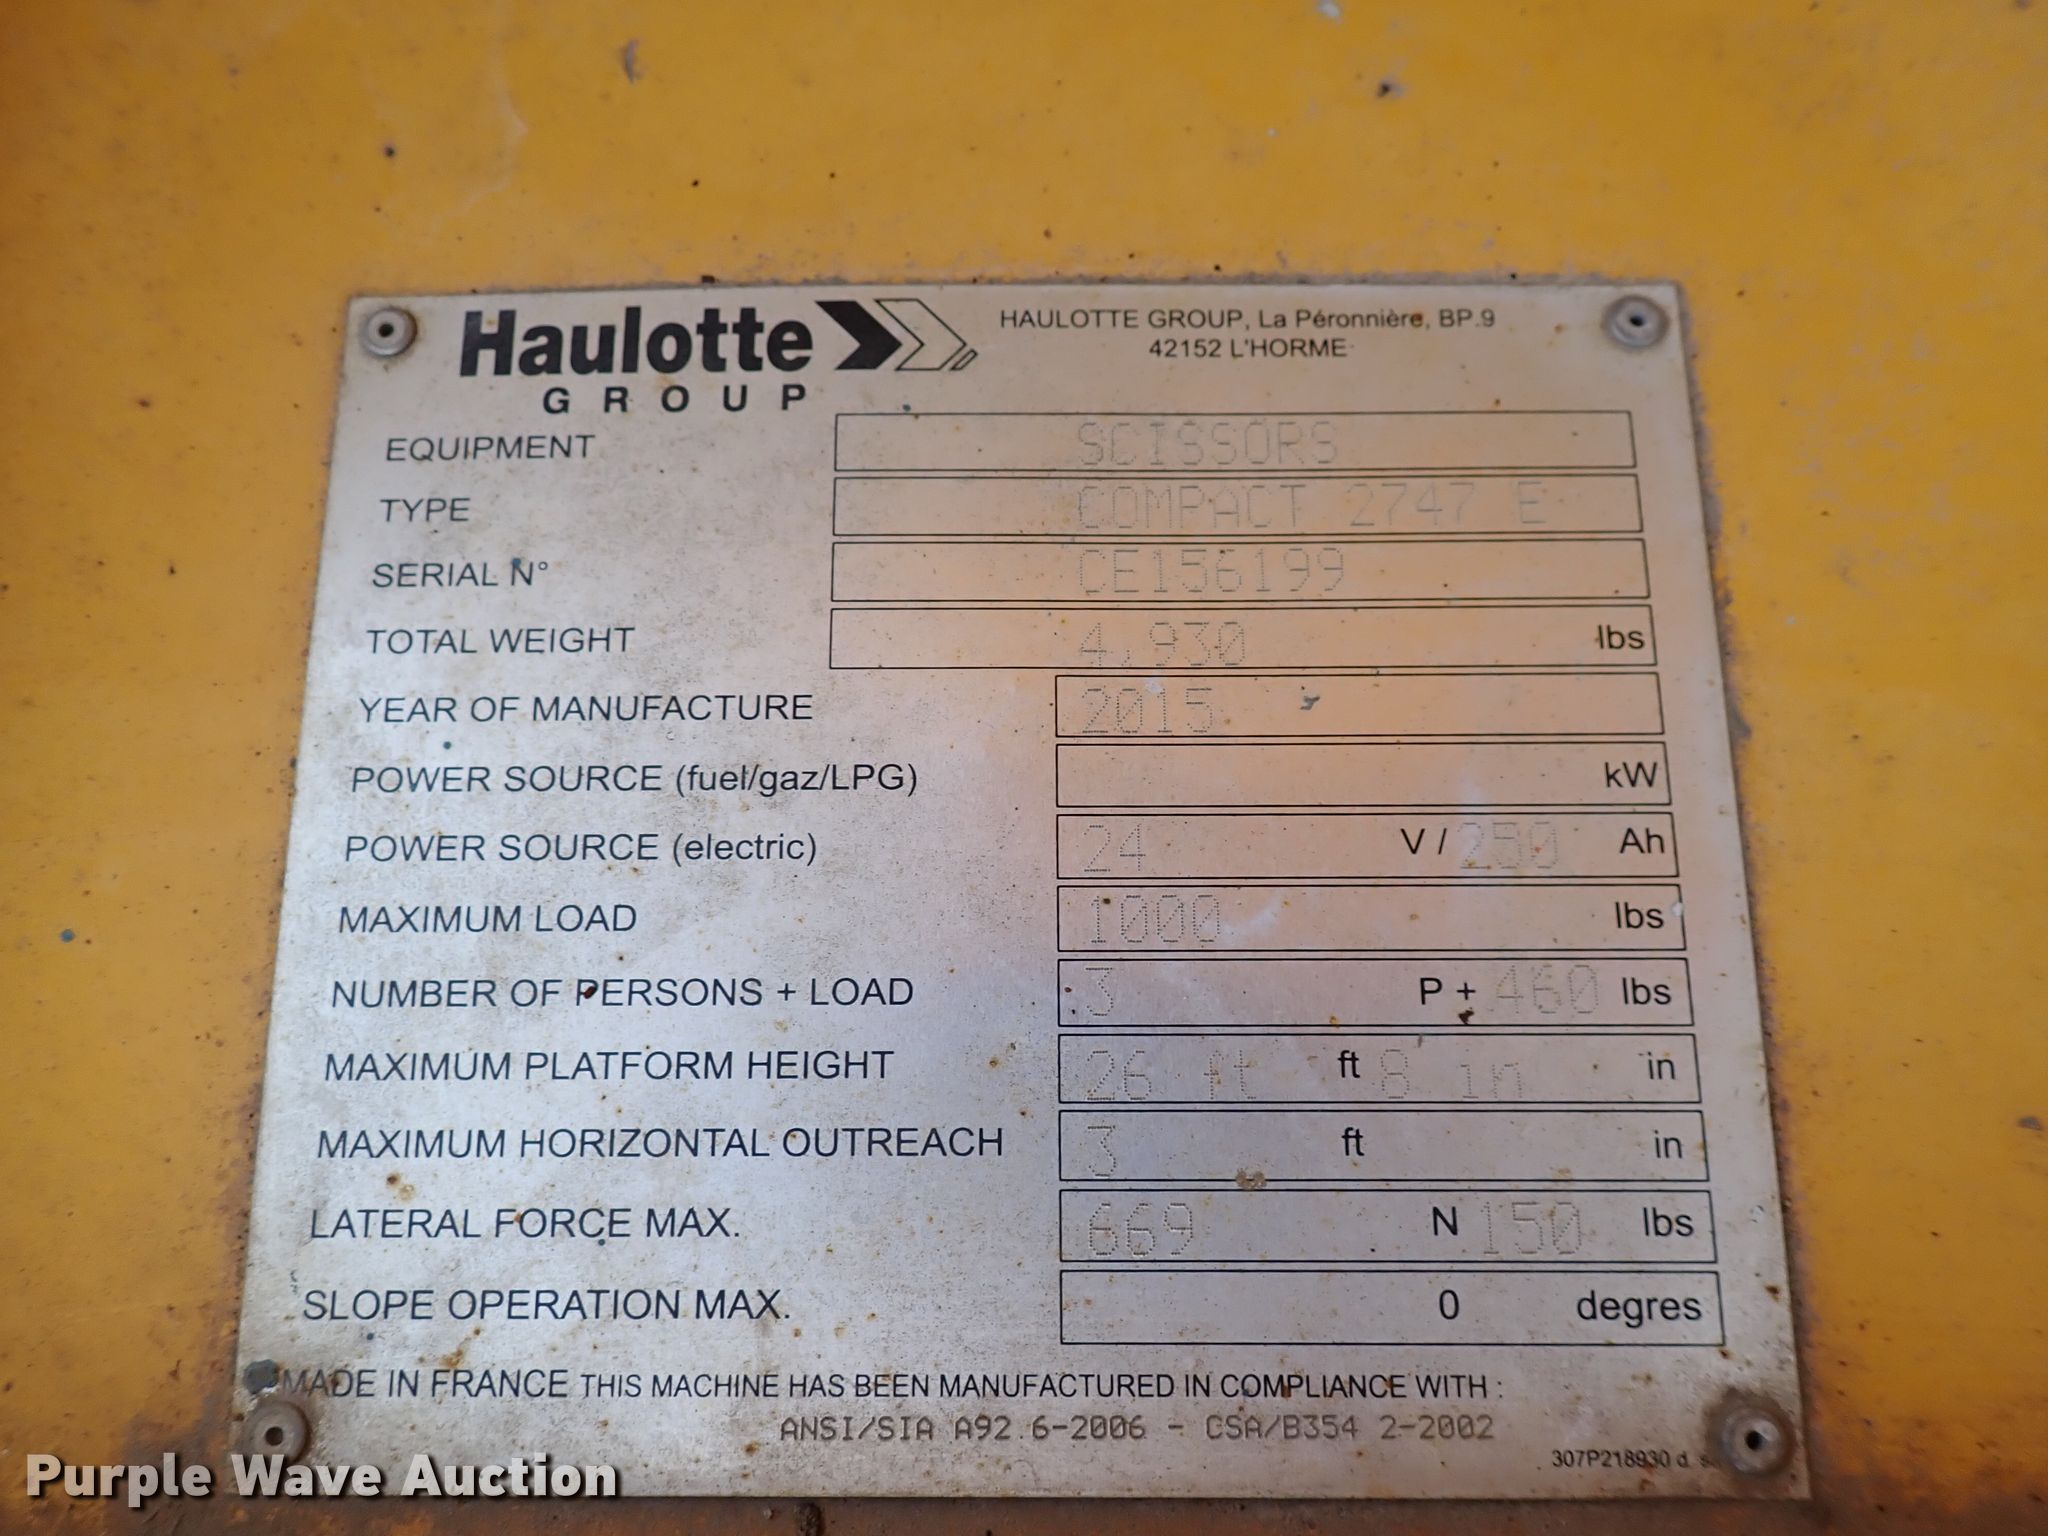 Haulotte
GROUP
HAULOTTE GROUP, La Péronnière, BP.9
42152 L'HORME
EQUIPMENT SCISSORS
TYPE COMPACT 2747 E
SERIAL N° CE156199
TOTAL WEIGHT 4,930 lbs
YEAR OF MANUFACTURE 2015
POWER SOURCE (fuel/gaz/LPG) kW
POWER SOURCE (electric) 24 V / 250 Ah
MAXIMUM LOAD 1000 lbs
NUMBER OF PERSONS + LOAD 3 P + 460 lbs
MAXIMUM PLATFORM HEIGHT 26 ft ft 8 in in
MAXIMUM HORIZONTAL OUTREACH 3 ft in
LATERAL FORCE MAX. 669 N 150 lbs
SLOPE OPERATION MAX. 0 degres
MADE IN FRANCE THIS MACHINE HAS BEEN MANUFACTURED IN COMPLIANCE WITH :
ANSI/SIA A92.6-2006 - CSA/B354 2-2002
307P218930 d
Purple Wave Auction